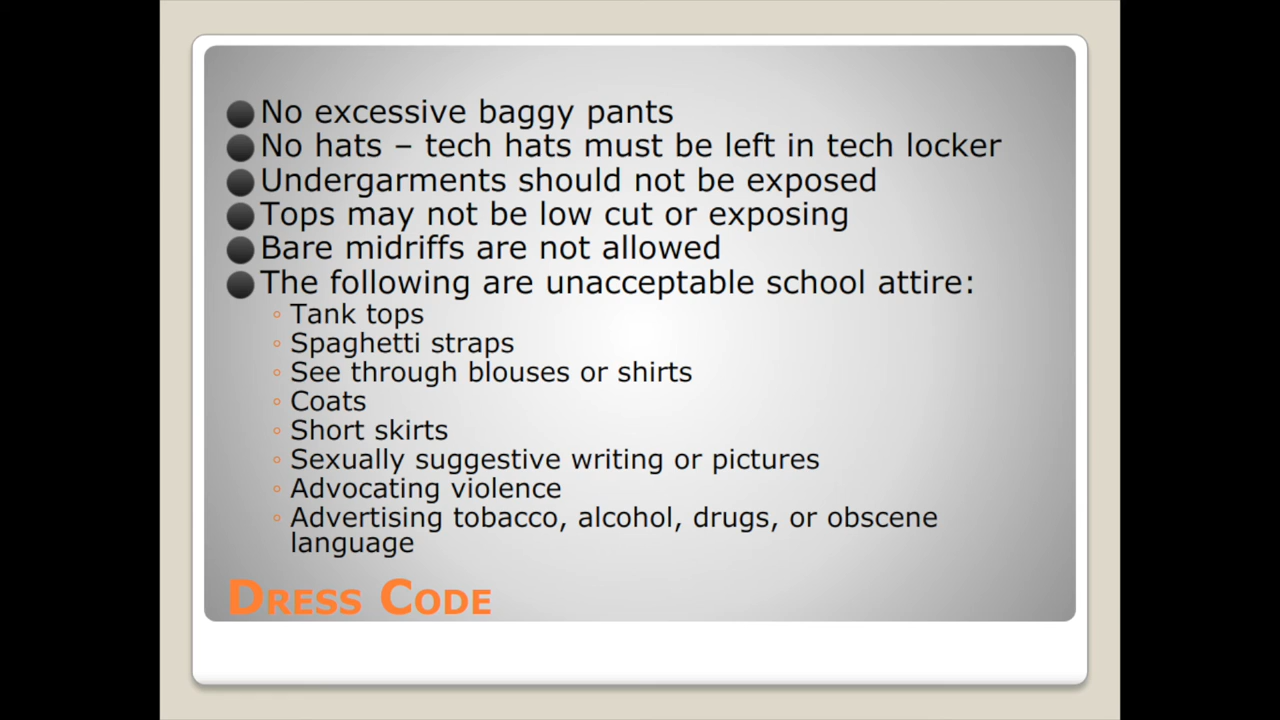 No excessive baggy pants
No hats – tech hats must be left in tech locker
Undergarments should not be exposed
Tops may not be low cut or exposing
Bare midriffs are not allowed
The following are unacceptable school attire:
Tank tops
Spaghetti straps
See through blouses or shirts
Coats
Short skirts
Sexually suggestive writing or pictures
Advocating violence
Advertising tobacco, alcohol, drugs, or obscene
language
Dress Code